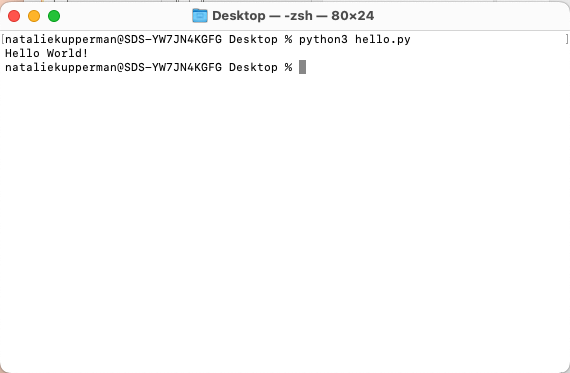 Desktop — -zsh — 80×24
[nataliekupperman@SDS-YW7JN4KGFG Desktop % python3 hello.py ]
Hello World!
nataliekupperman@SDS-YW7JN4KGFG Desktop %